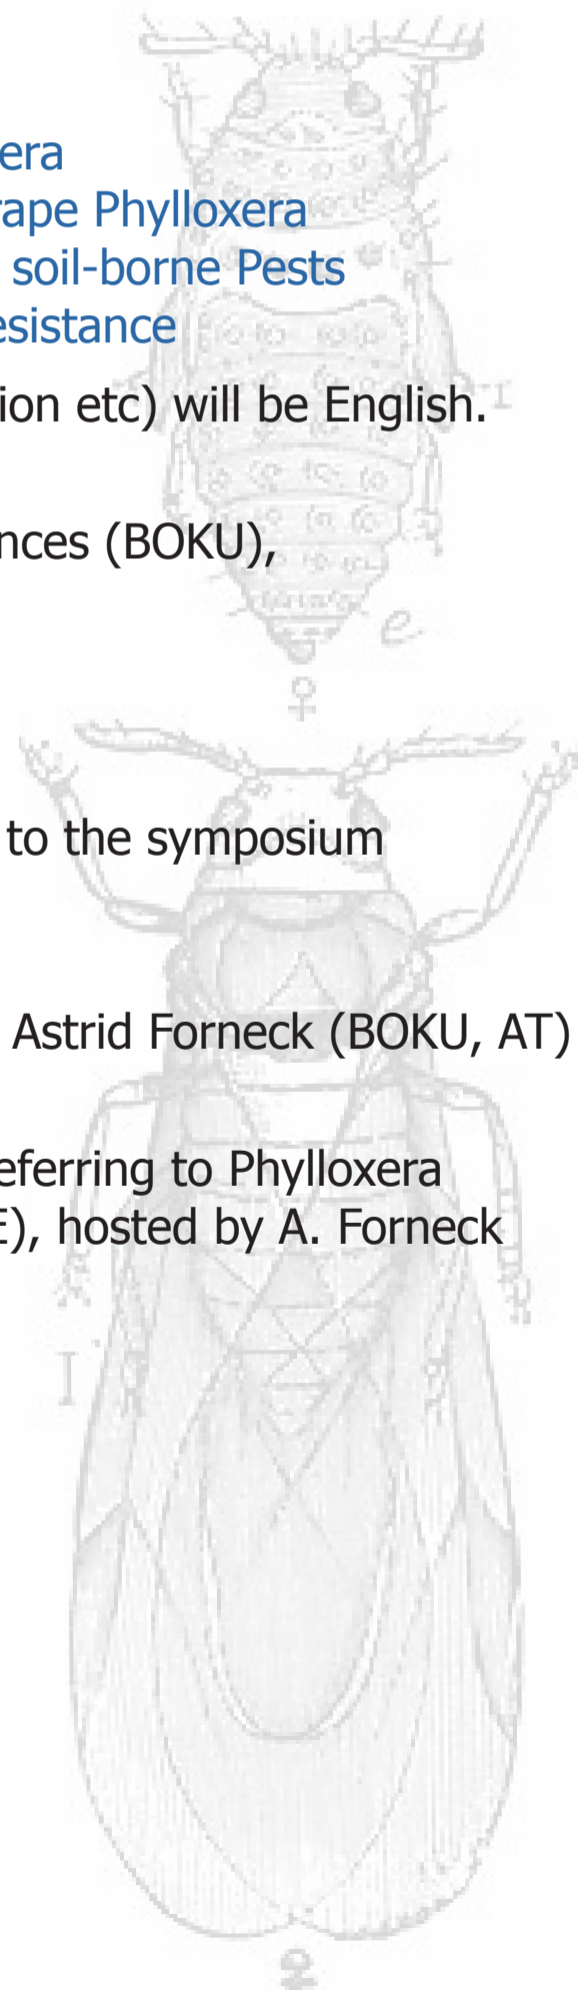 era
rape Phylloxera
soil-borne Pests
esistance
ion etc) will be English.
nces (BOKU),
e
♀
to the symposium
Astrid Forneck (BOKU, AT)
eferring to Phylloxera
E), hosted by A. Forneck